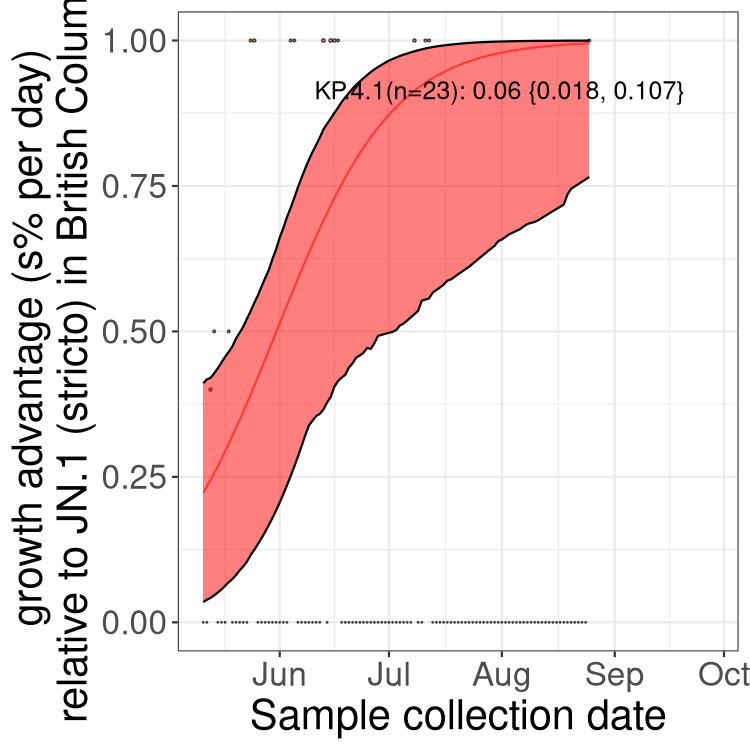 growth advantage (s% per day)
relative to JN.1 (stricto) in British Colum
1.00
0.75
0.50
0.25
0.00
KP.4.1(n=23): 0.06 {0.018, 0.107}
Jun Jul Aug Sep Oct
Sample collection date